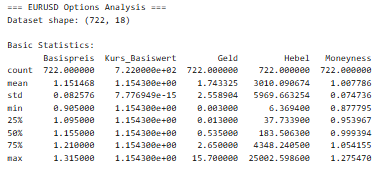 === EURUSD Options Analysis ===
Dataset shape: (722, 18)
Basic Statistics:
Basispreis Kurs_Basiswert Geld Hebel Moneyness
count 722.000000 7.220000e+02 722.000000 722.000000 722.000000
mean 1.151468 1.154300e+00 1.743325 3010.090674 1.007786
std 0.082576 7.776949e-15 2.558904 5969.663254 0.074736
min 0.905000 1.154300e+00 0.003000 6.369400 0.877795
25% 1.095000 1.154300e+00 0.013000 37.733900 0.953967
50% 1.155000 1.154300e+00 0.535000 183.506300 0.999394
75% 1.210000 1.154300e+00 2.650000 4348.240500 1.054155
max 1.315000 1.154300e+00 15.700000 25002.598600 1.275470